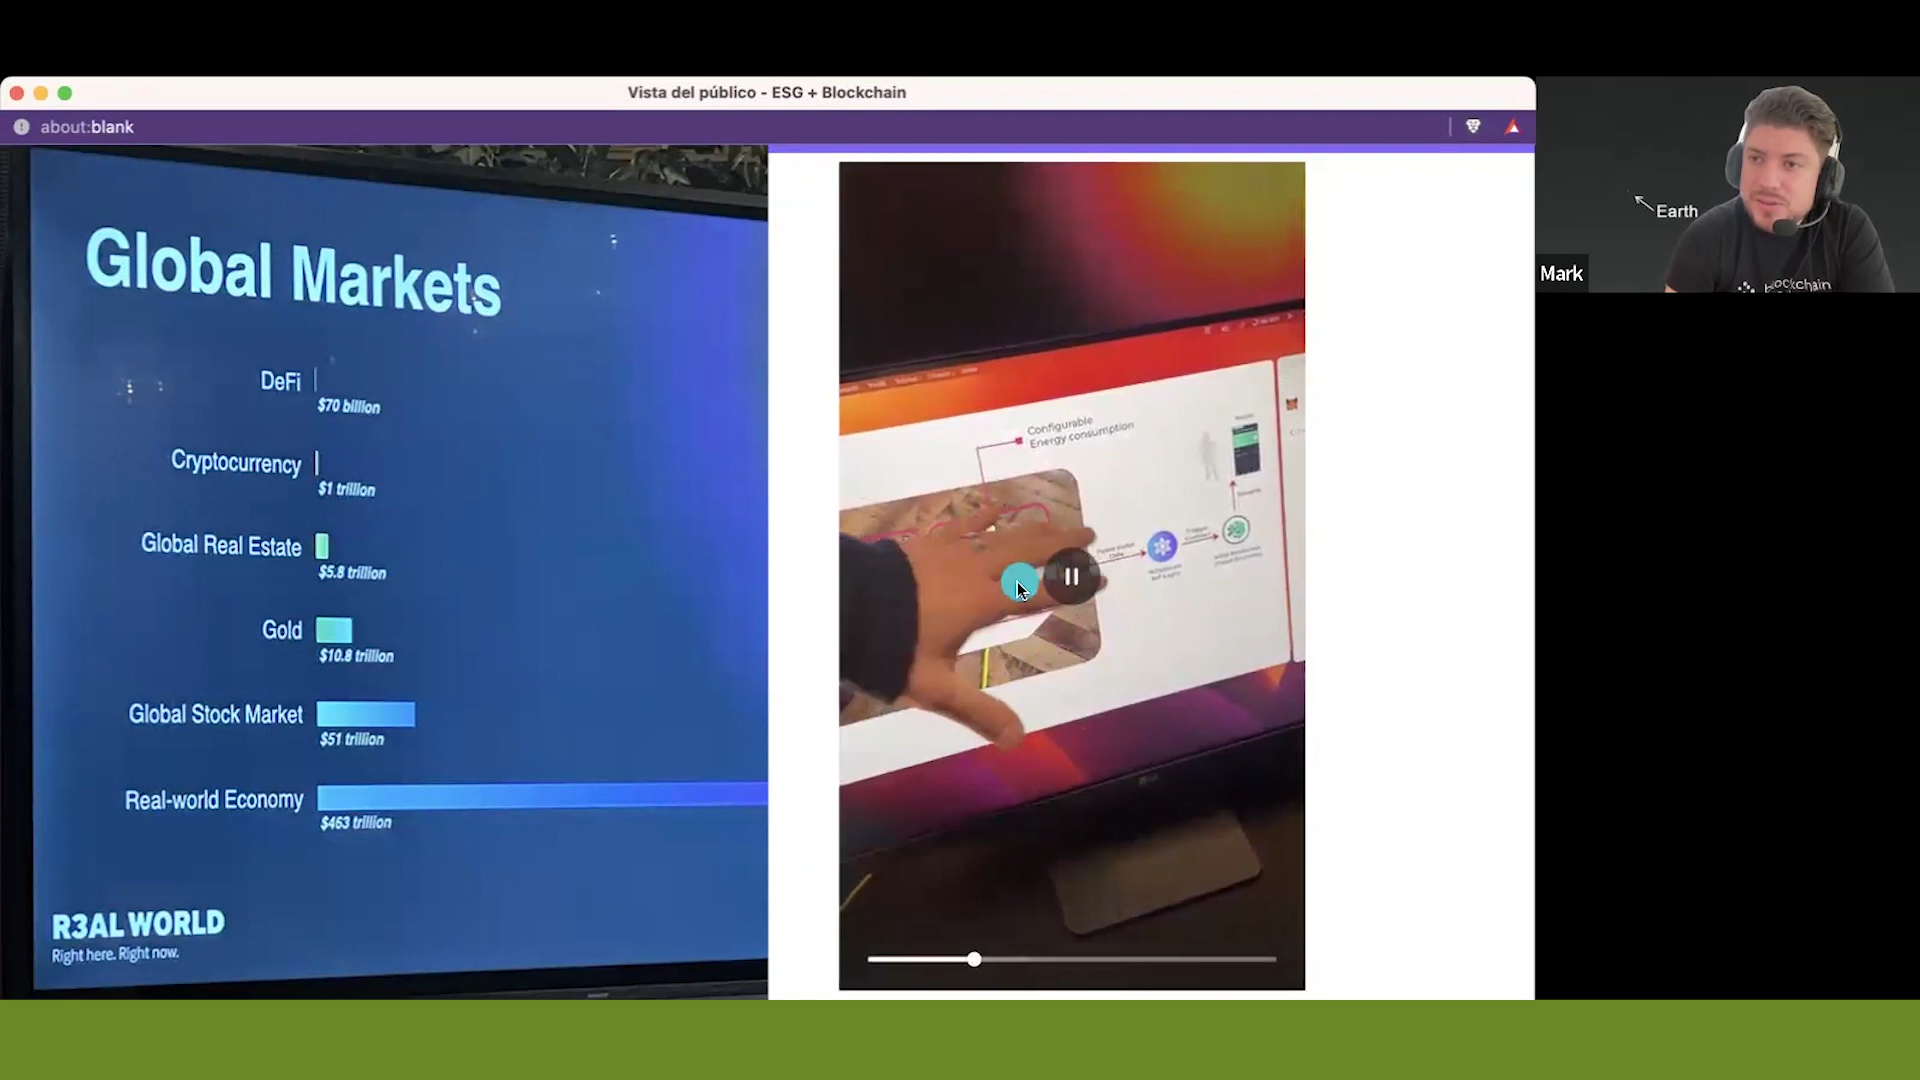 Vista del público - ESG + Blockchain
about:blank
Global Markets
DeFi
$70 billion
Cryptocurrency
$1 trillion
Global Real Estate
$5.8 trillion
Gold
$10.8 trillion
Global Stock Market
$51 trillion
Real-world Economy
$463 trillion
R3AL WORLD
Right here. Right now.
Configurable
Energy consumption
Earth
Mark
blockchain